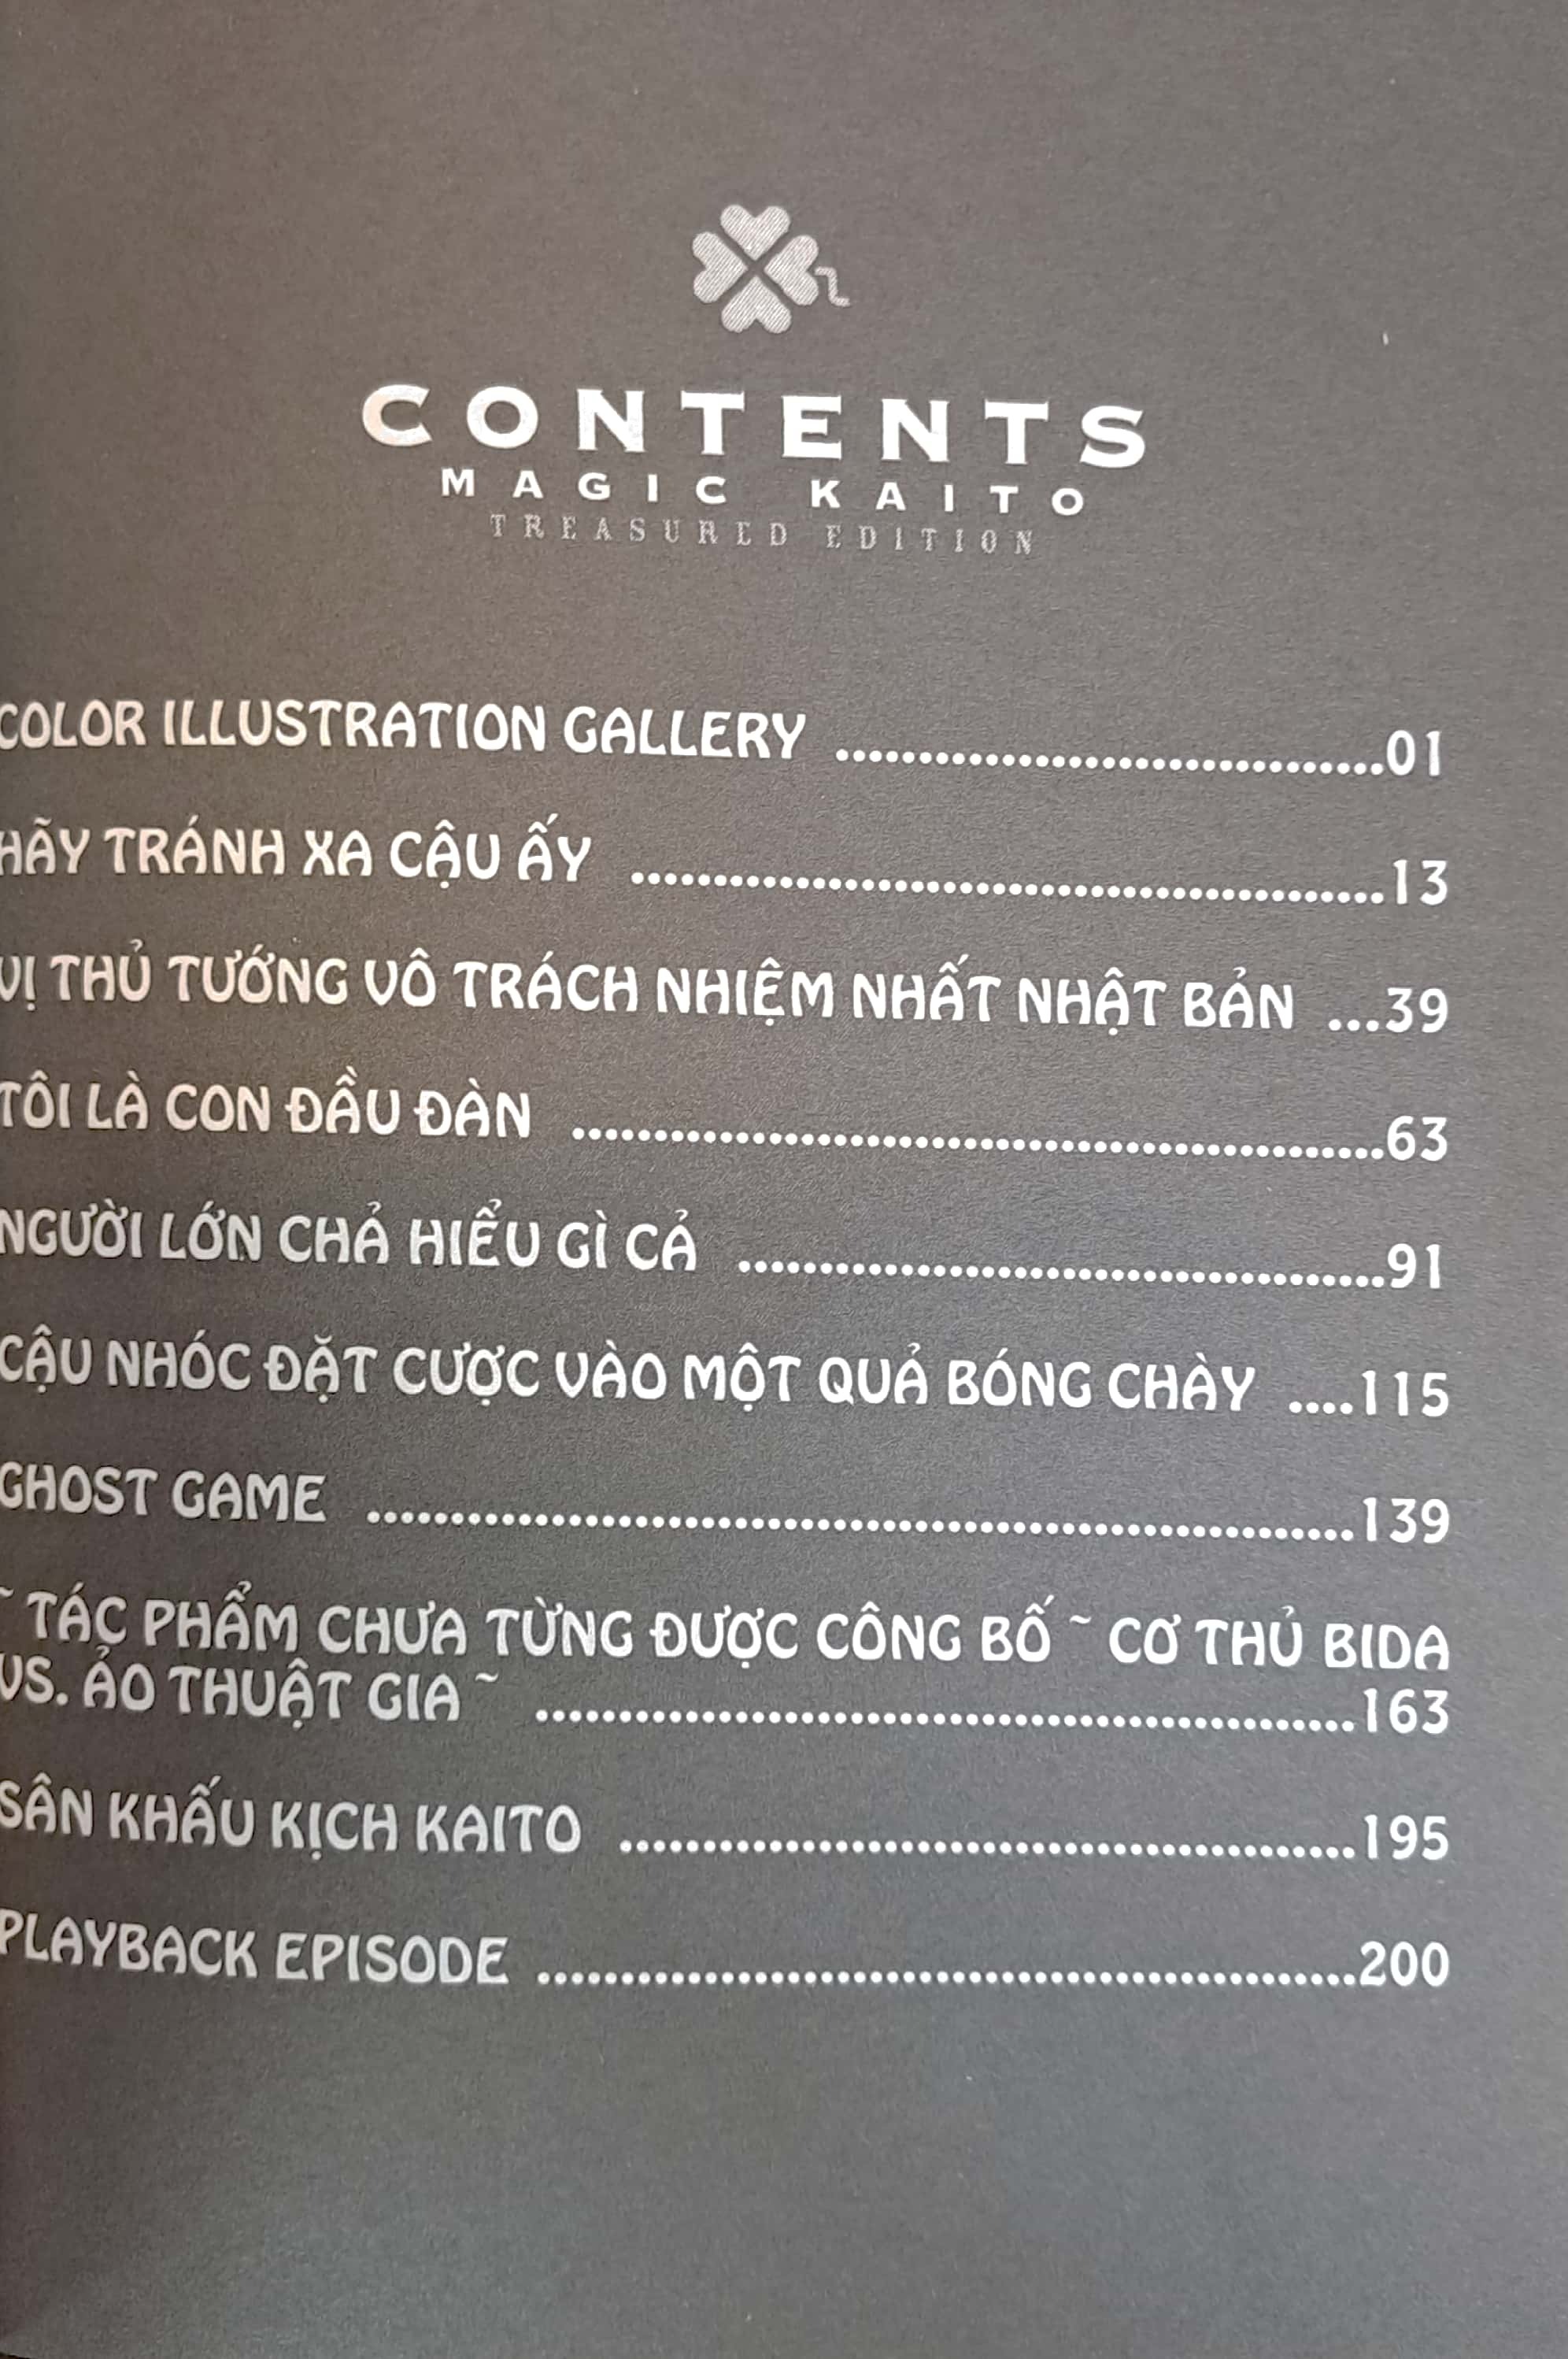 CONTENTS
MAGIC KAITO
TREASURED EDITION
COLOR ILLUSTRATION GALLERY ..................................01
HÃY TRÁNH XA CẬU ẤY ..............................................13
VỊ THỦ TƯỚNG VÔ TRÁCH NHIỆM NHẤT NHẬT BẢN ...39
TÔI LÀ CON ĐẦU ĐÀN ..................................................63
NGƯỜI LỚN CHẢ HIỂU GÌ CẢ ........................................91
CẬU NHÓC ĐẶT CƯỢC VÀO MỘT QUẢ BÓNG CHÀY ....115
GHOST GAME ............................................................139
~ TÁC PHẨM CHƯA TỪNG ĐƯỢC CÔNG BỐ ~ CƠ THỦ BIDA
VS. ẢO THUẬT GIA ~ ..................................................163
SÂN KHẤU KỊCH KAITO .............................................195
PLAYBACK EPISODE ..................................................200